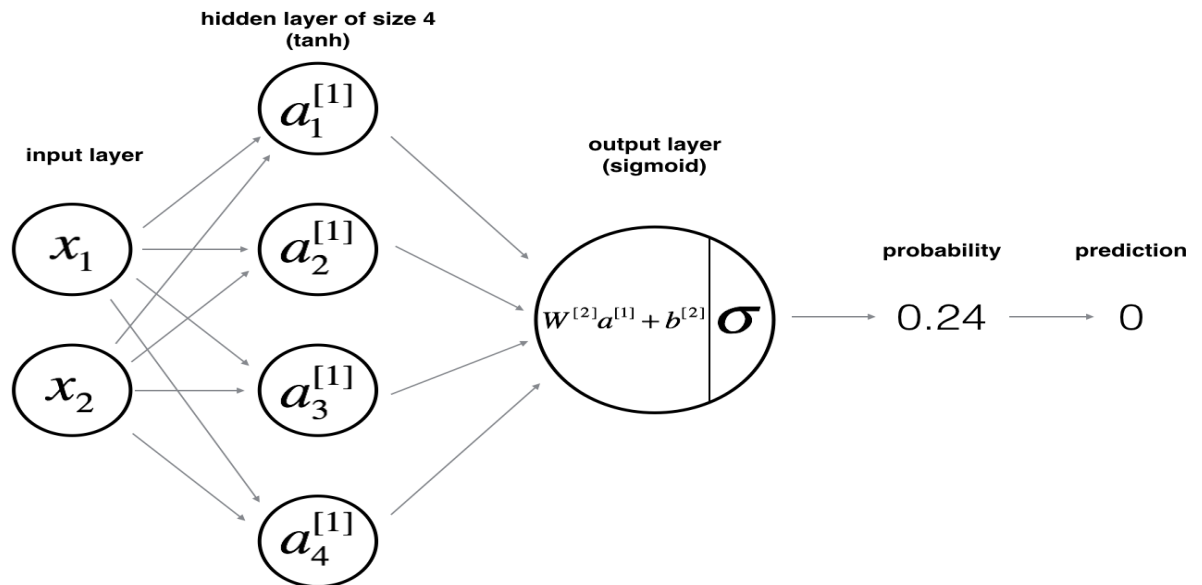 hidden layer of size 4
(tanh)
input layer
x₁
x₂
a₁^[1]
a₂^[1]
a₃^[1]
a₄^[1]
output layer
(sigmoid)
W^[2]a^[1] + b^[2]
σ
probability
0.24
prediction
0